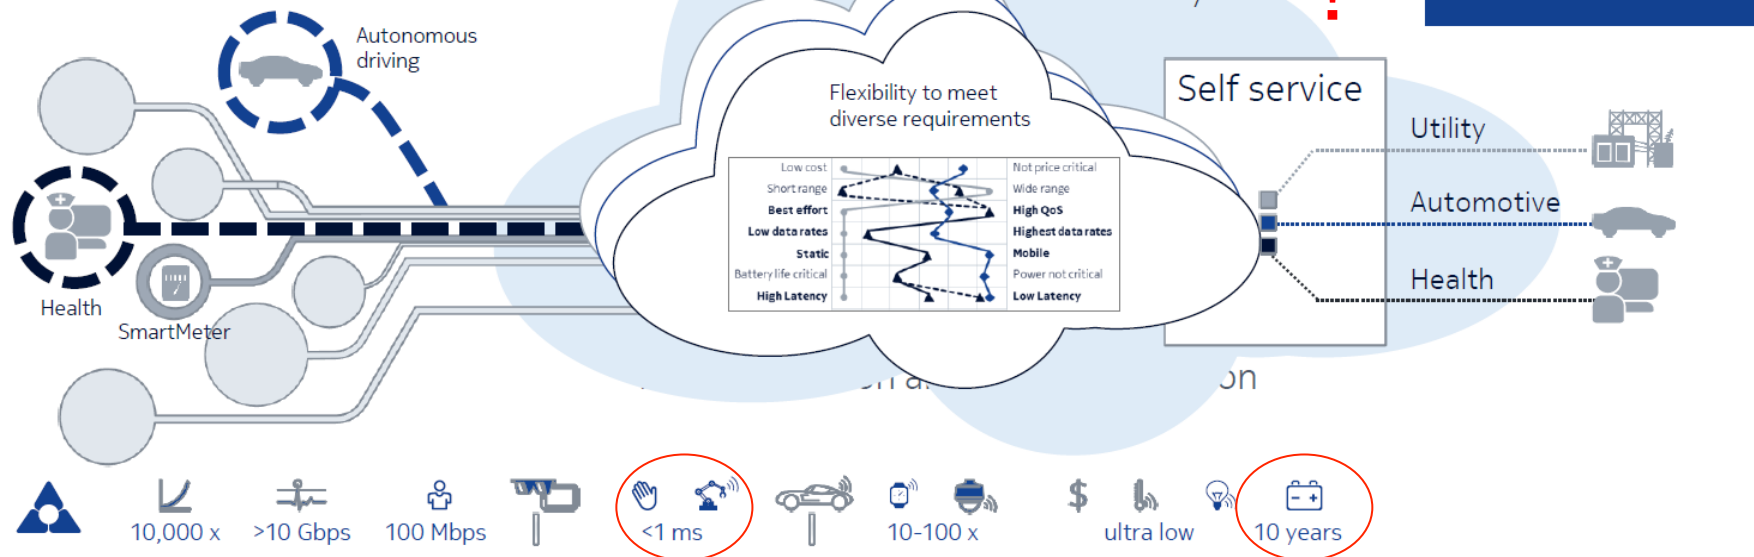 Autonomous
driving
Health
SmartMeter
Flexibility to meet
diverse requirements
Low cost
Not price critical
Short range
Wide range
Best effort
High QoS
Low data rates
Highest data rates
Static
Mobile
Battery life critical
Power not critical
High Latency
Low Latency
Self service
Utility
Automotive
Health
10,000 x
>10 Gbps
100 Mbps
<1 ms
10-100 x
$
ultra low
10 years